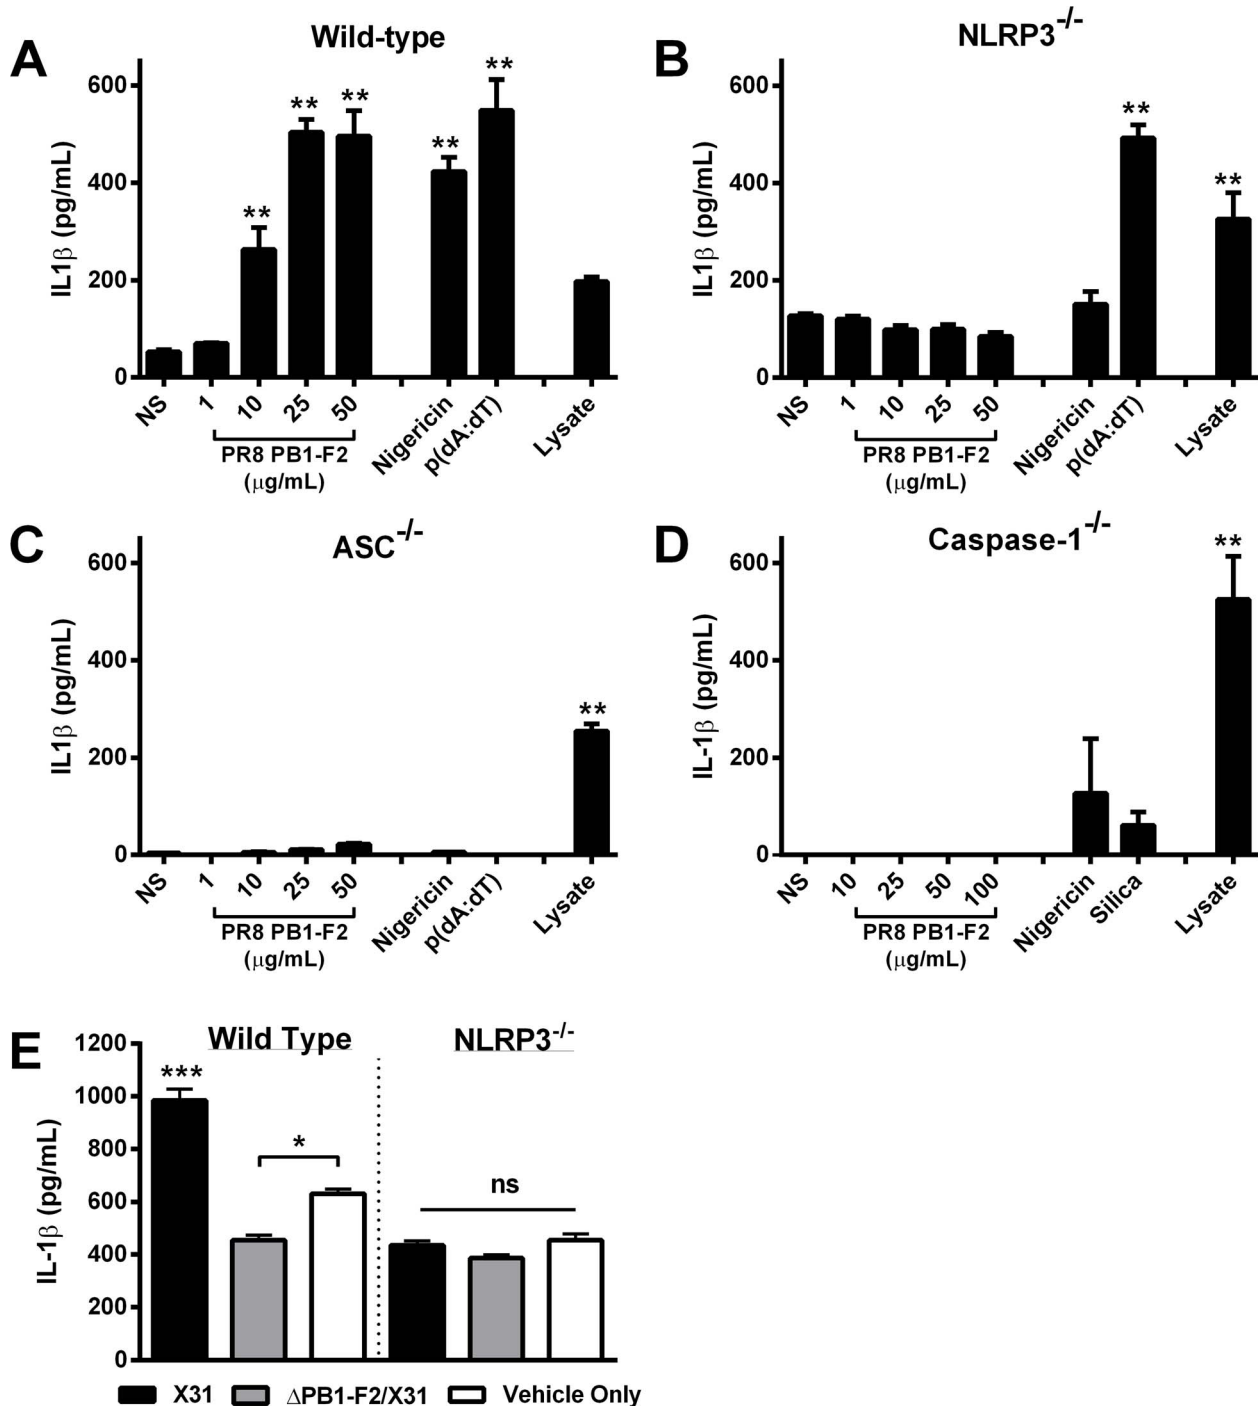 A
Wild-type
IL1β (pg/mL)
600
400
200
0
**
**
**
**
**
NS
1
10
25
50
Nigericin
p(dA:dT)
Lysate
PR8 PB1-F2
(μg/mL)
B
NLRP3-/-
IL1β (pg/mL)
600
400
200
0
**
**
NS
1
10
25
50
Nigericin
p(dA:dT)
Lysate
PR8 PB1-F2
(μg/mL)
C
ASC-/-
IL1β (pg/mL)
600
400
200
0
**
NS
1
10
25
50
Nigericin
p(dA:dT)
Lysate
PR8 PB1-F2
(μg/mL)
D
Caspase-1-/-
IL-1β (pg/mL)
600
400
200
0
**
NS
10
25
50
100
Nigericin
Silica
Lysate
PR8 PB1-F2
(μg/mL)
E
Wild Type
NLRP3-/-
IL-1β (pg/mL)
1200
1000
800
600
400
200
0
***
*
ns
X31
ΔPB1-F2/X31
Vehicle Only